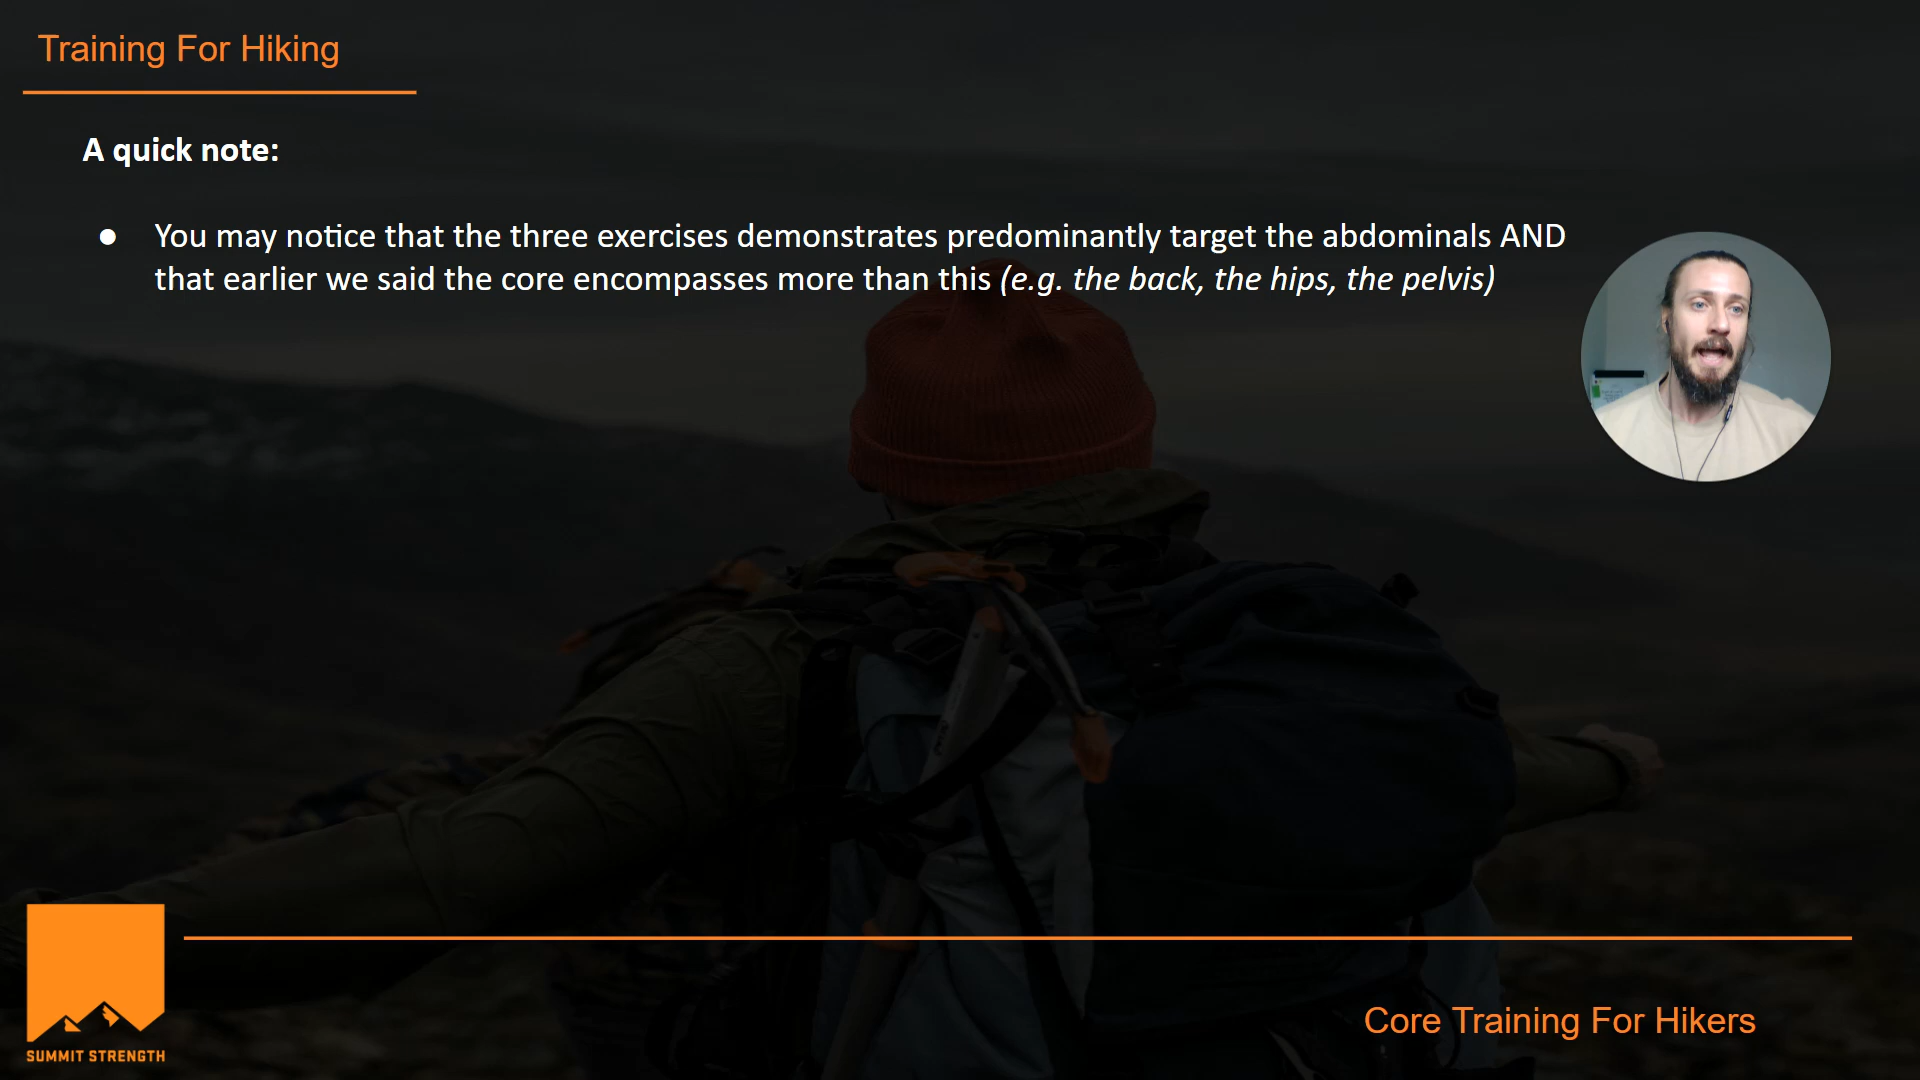 Training For Hiking
A quick note:
● You may notice that the three exercises demonstrates predominantly target the abdominals AND
that earlier we said the core encompasses more than this (e.g. the back, the hips, the pelvis)
SUMMIT STRENGTH
Core Training For Hikers